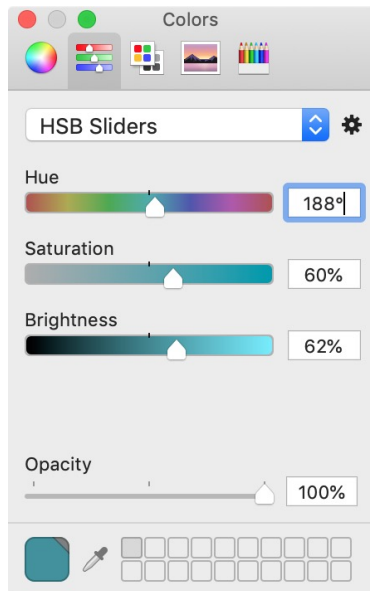 Colors
HSB Sliders
Hue
188°
Saturation
60%
Brightness
62%
Opacity
100%